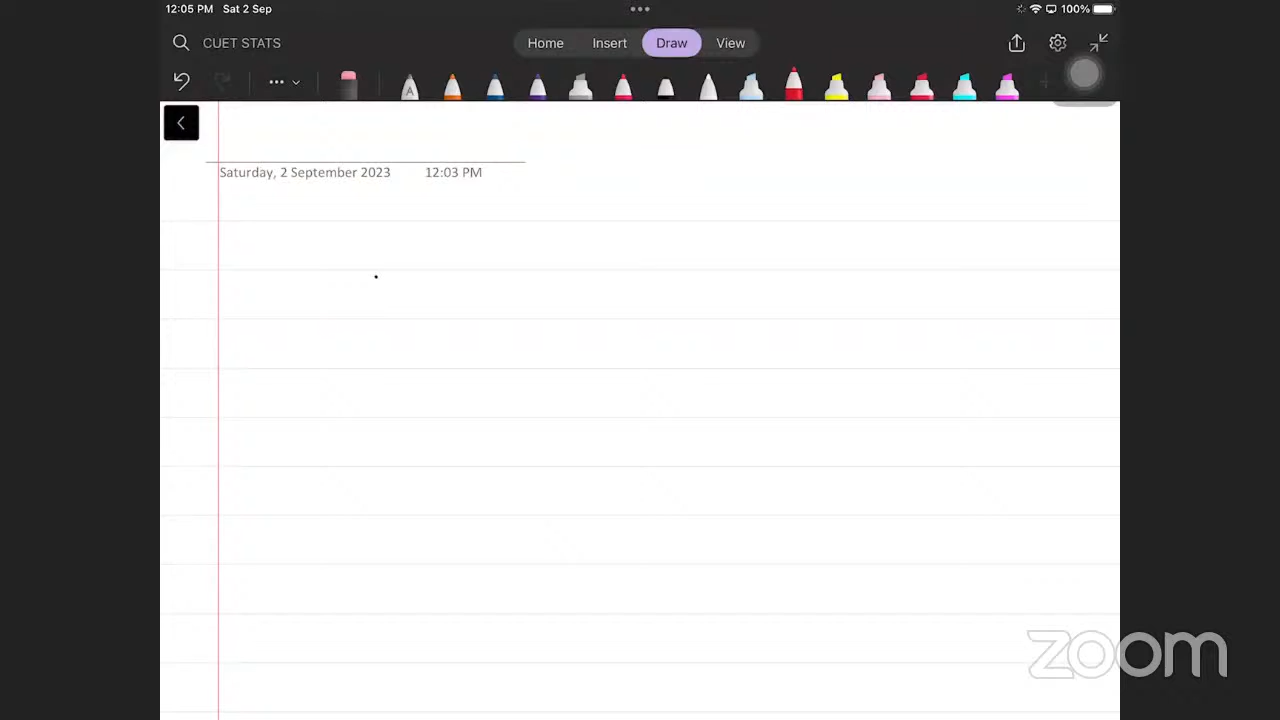 12:05 PM Sat 2 Sep 100%
CUET STATS Home Insert Draw View
A
Saturday, 2 September 2023 12:03 PM
zoom